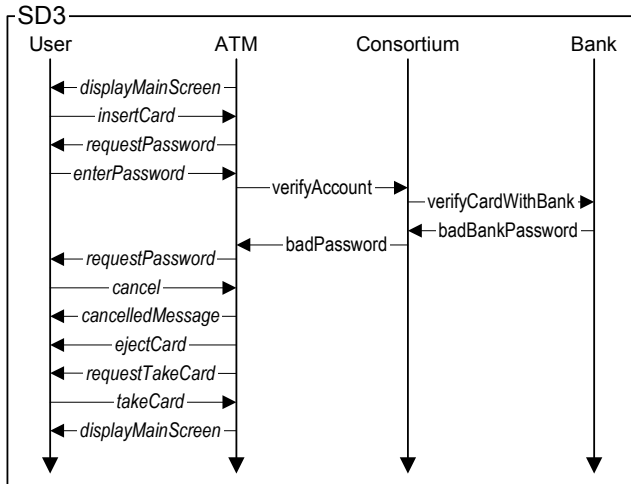 SD3
User ATM Consortium Bank
displayMainScreen
insertCard
requestPassword
enterPassword
verifyAccount
verifyCardWithBank
badBankPassword
badPassword
requestPassword
cancel
cancelledMessage
ejectCard
requestTakeCard
takeCard
displayMainScreen